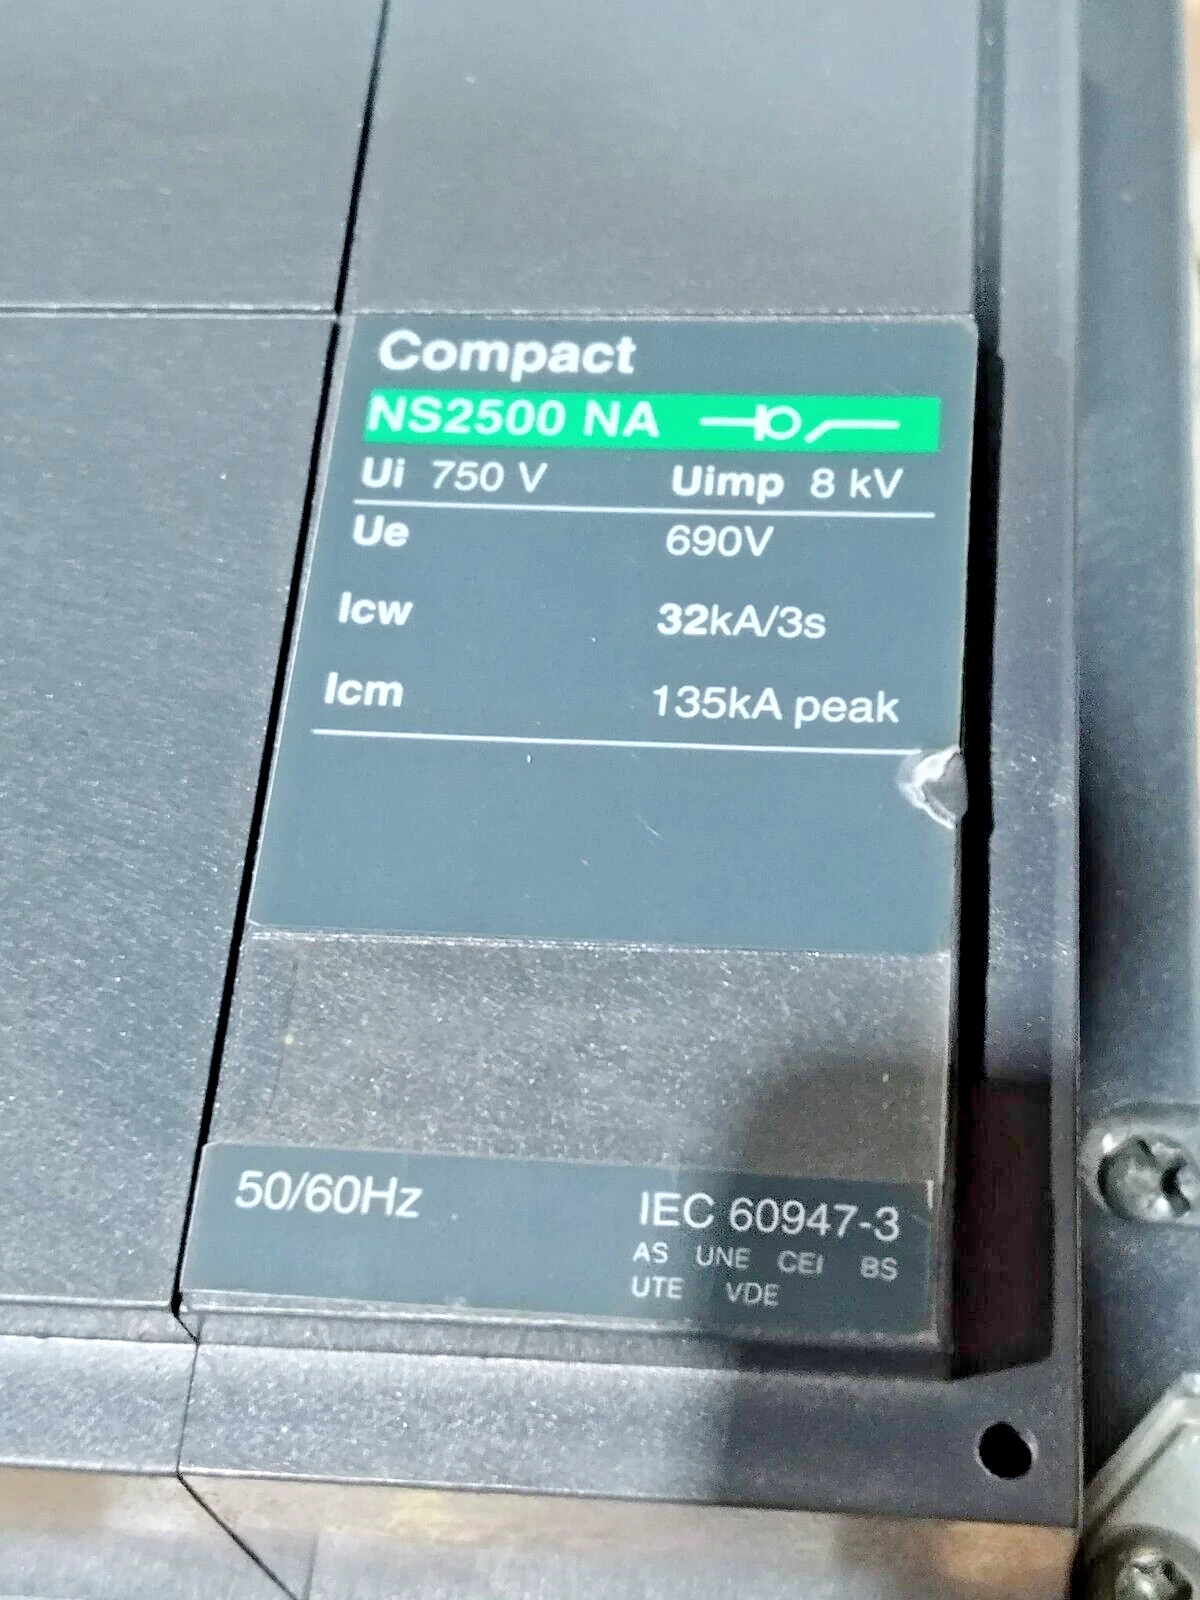 Compact
NS2500 NA
Ui 750 V Uimp 8 kV
Ue 690V
Icw 32kA/3s
Icm 135kA peak
50/60Hz IEC 60947-3
AS UNE CEI BS
UTE VDE